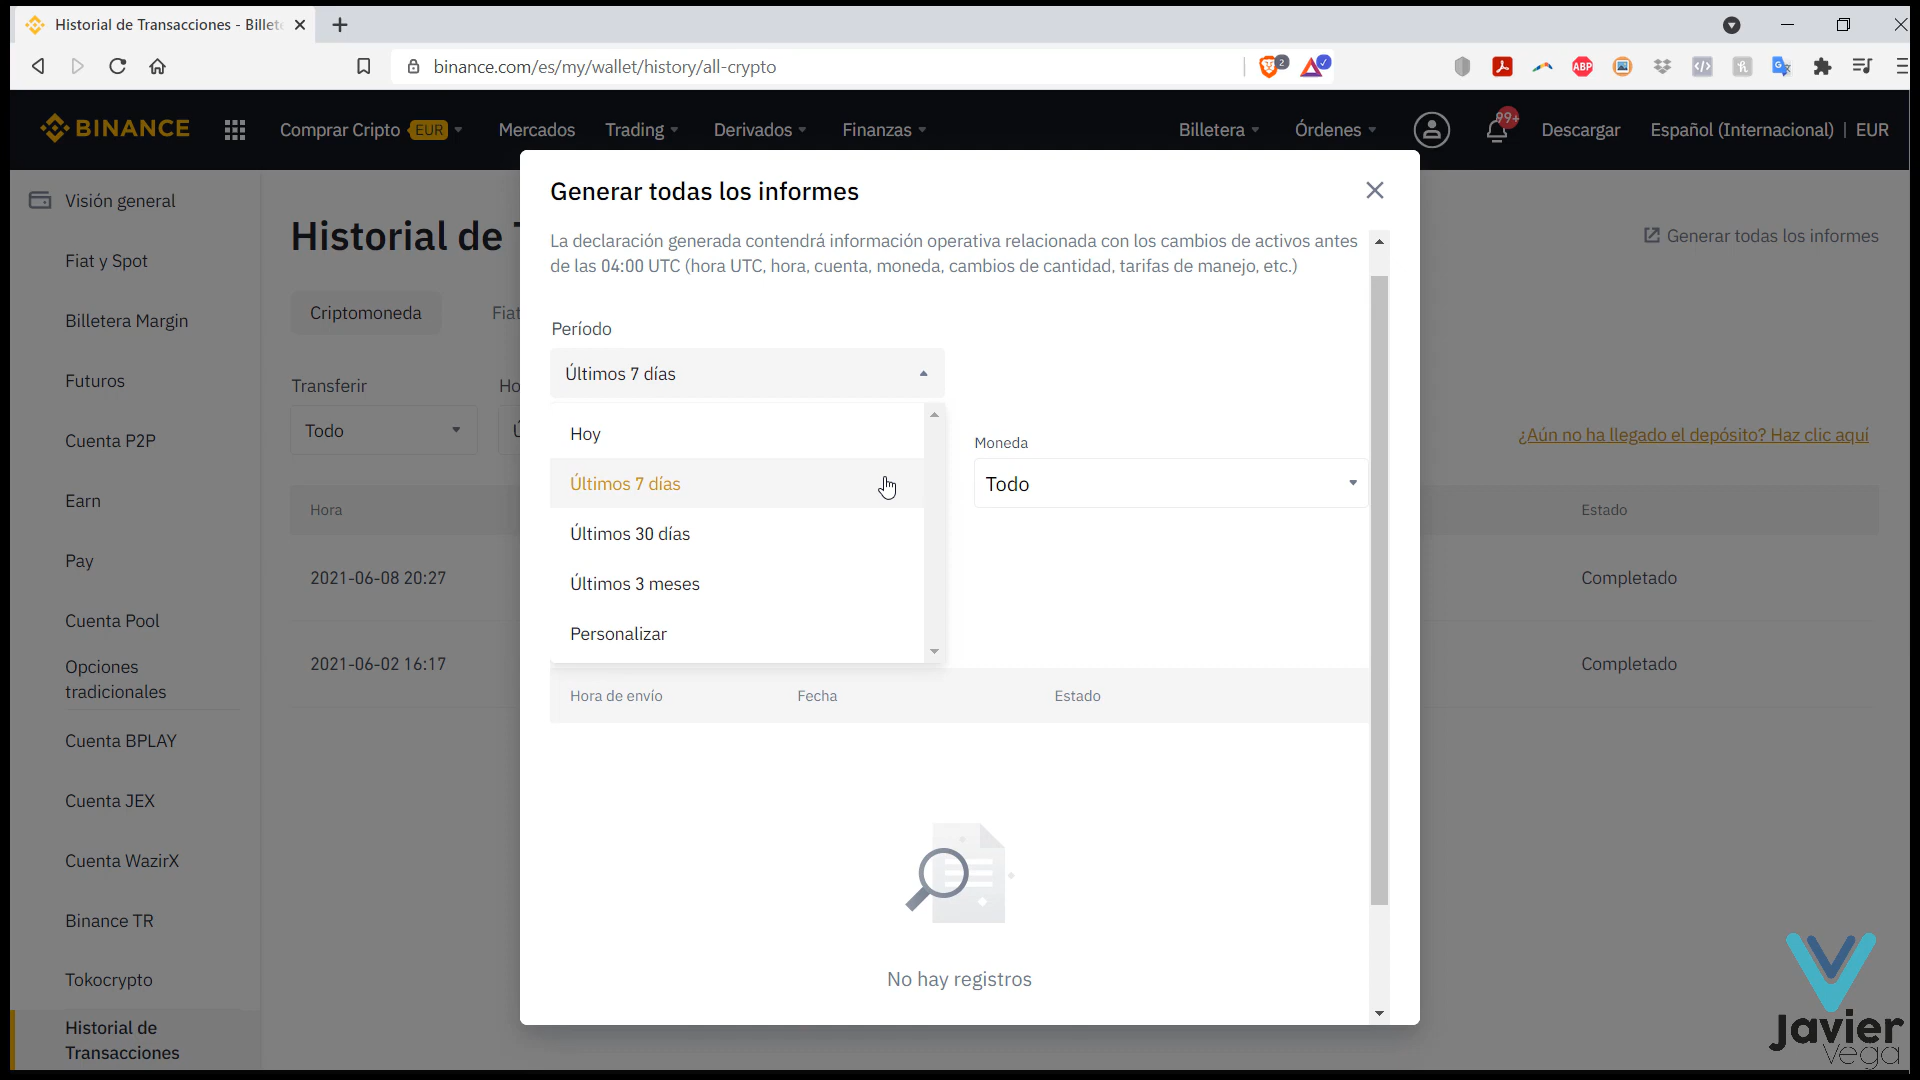 Historial de Transacciones - Billet
binance.com/es/my/wallet/history/all-crypto
2
ABP
BINANCE
Comprar Cripto EUR
Mercados
Trading
Derivados
Finanzas
Billetera
Órdenes
99+
Descargar
Español (Internacional) | EUR
Visión general
Fiat y Spot
Billetera Margin
Futuros
Cuenta P2P
Earn
Pay
Cuenta Pool
Opciones
tradicionales
Cuenta BPLAY
Cuenta JEX
Cuenta WazirX
Binance TR
Tokocrypto
Historial de
Transacciones
Historial de
Generar todas los informes
Criptomoneda
Fiat
Transferir
Ho
Todo
¿Aún no ha llegado el depósito? Haz clic aquí
Hora
Estado
2021-06-08 20:27
Completado
2021-06-02 16:17
Completado
Generar todas los informes
La declaración generada contendrá información operativa relacionada con los cambios de activos antes
de las 04:00 UTC (hora UTC, hora, cuenta, moneda, cambios de cantidad, tarifas de manejo, etc.)
Período
Últimos 7 días
Hoy
Últimos 7 días
Últimos 30 días
Últimos 3 meses
Personalizar
Moneda
Todo
Hora de envío
Fecha
Estado
No hay registros
Javier
Vega